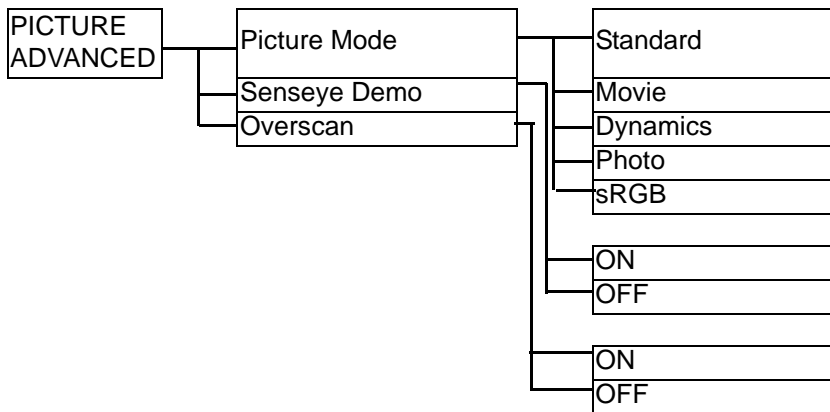 PICTURE
ADVANCED
Picture Mode
Senseye Demo
Overscan
Standard
Movie
Dynamics
Photo
sRGB
ON
OFF
ON
OFF